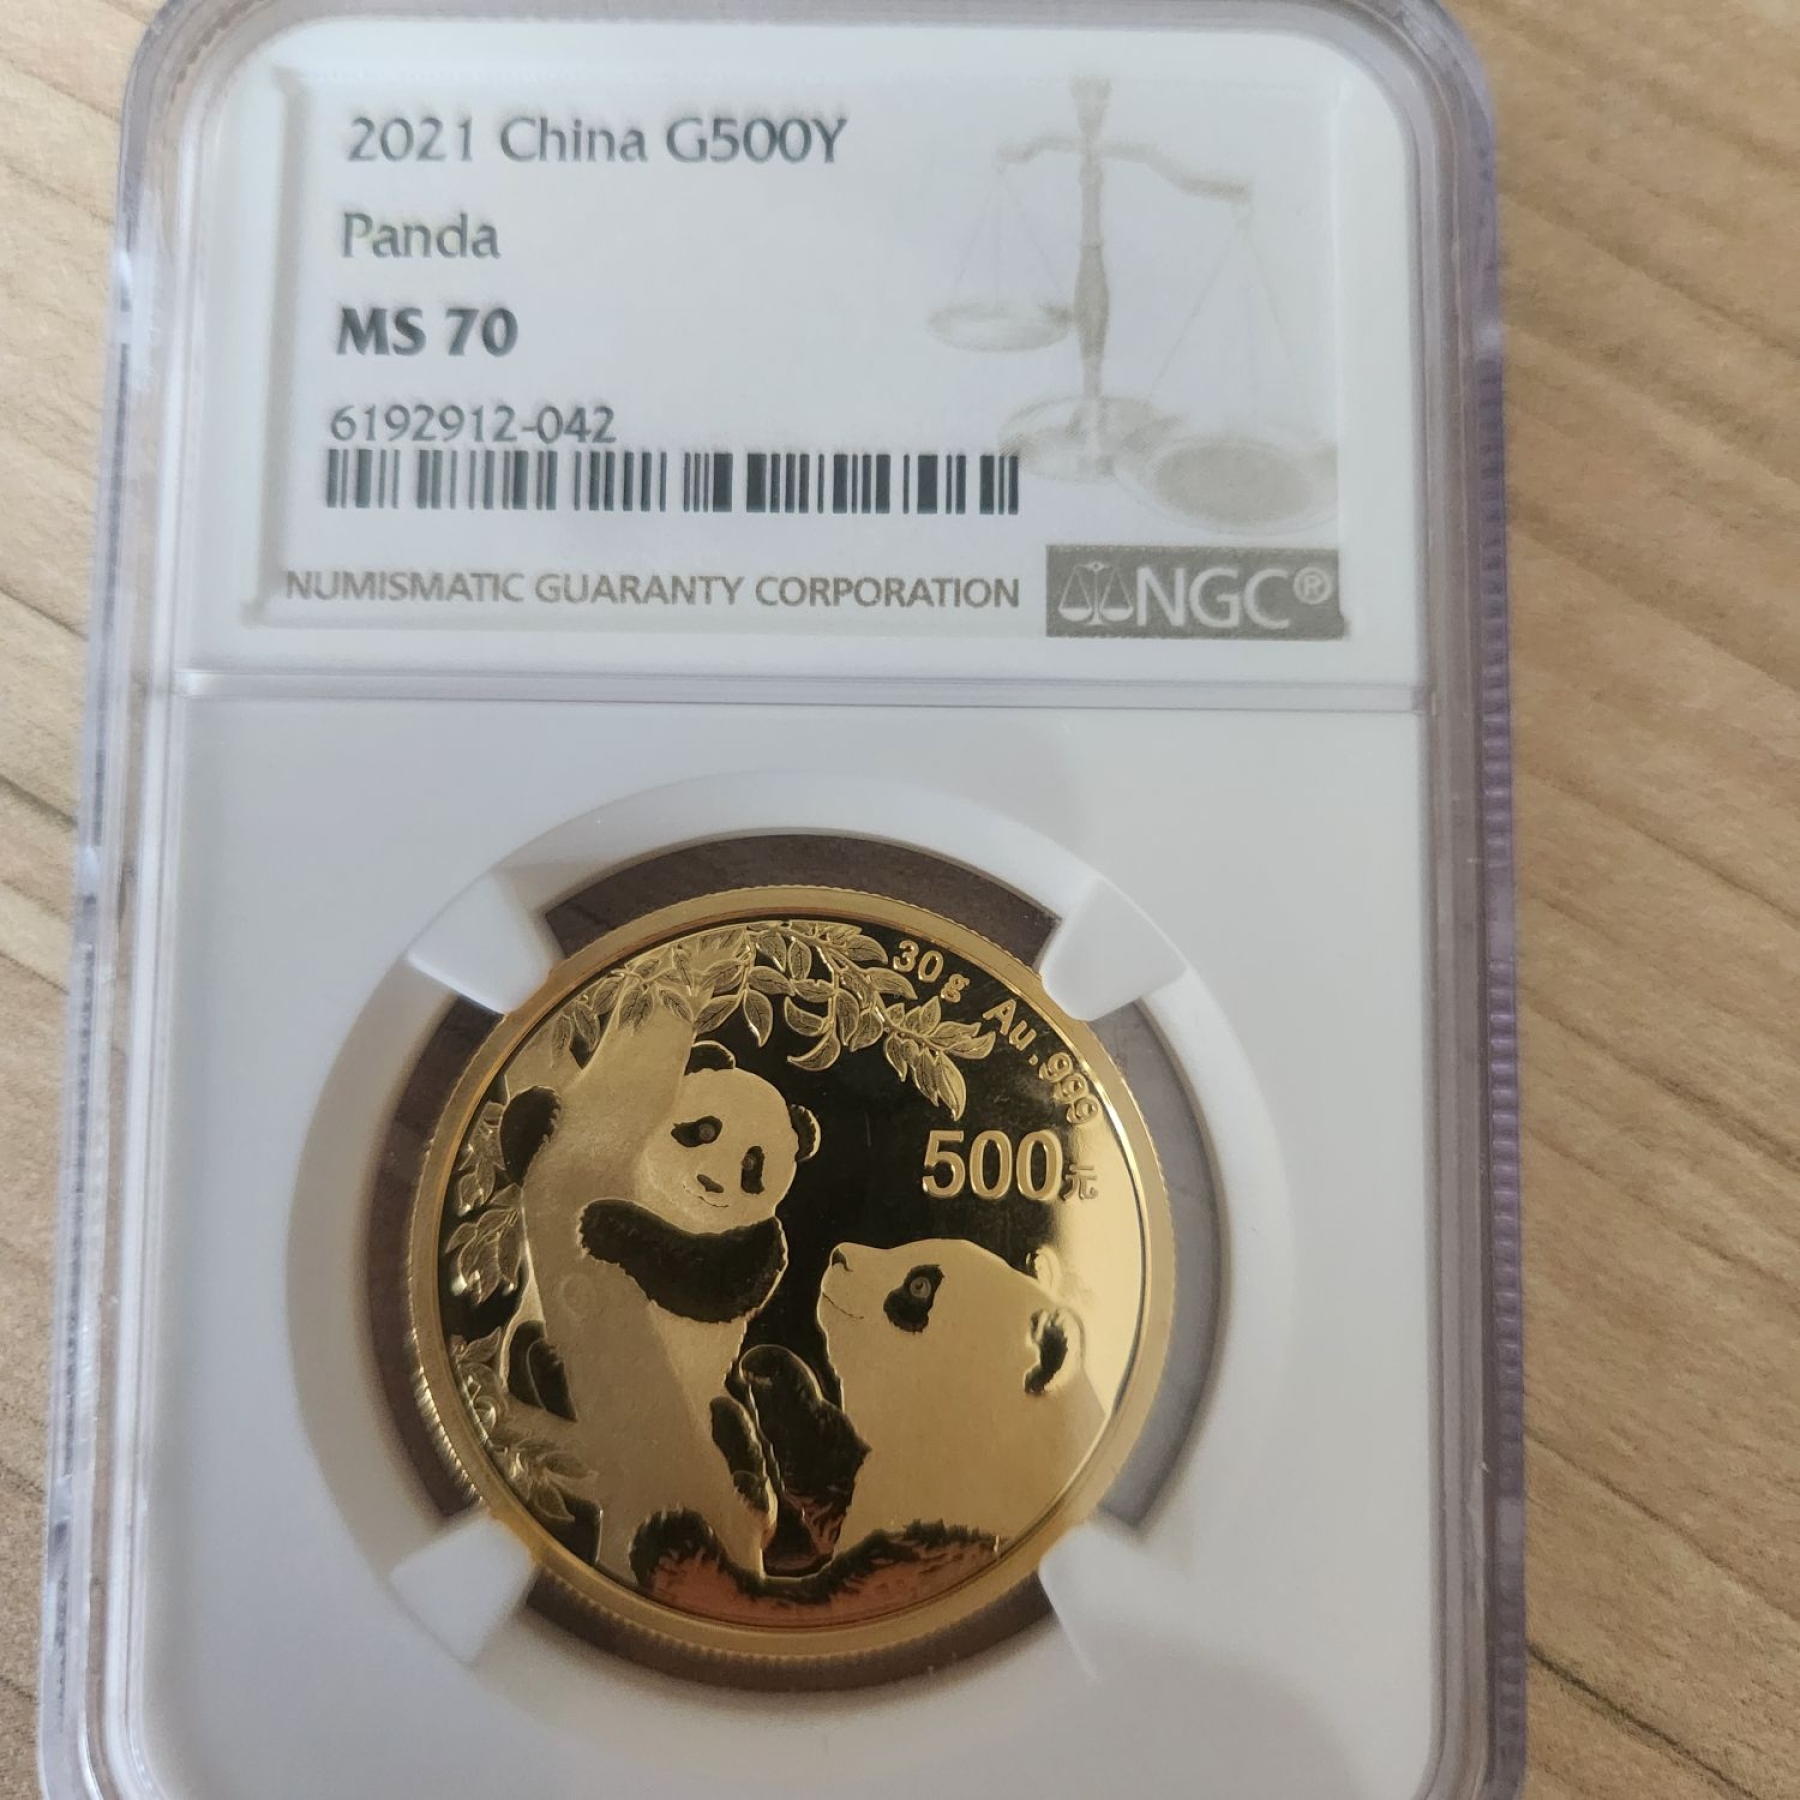 2021 China G500Y
Panda
MS 70
6192912-042
NUMISMATIC GUARANTY CORPORATION NGC®
30g Au.999
500元